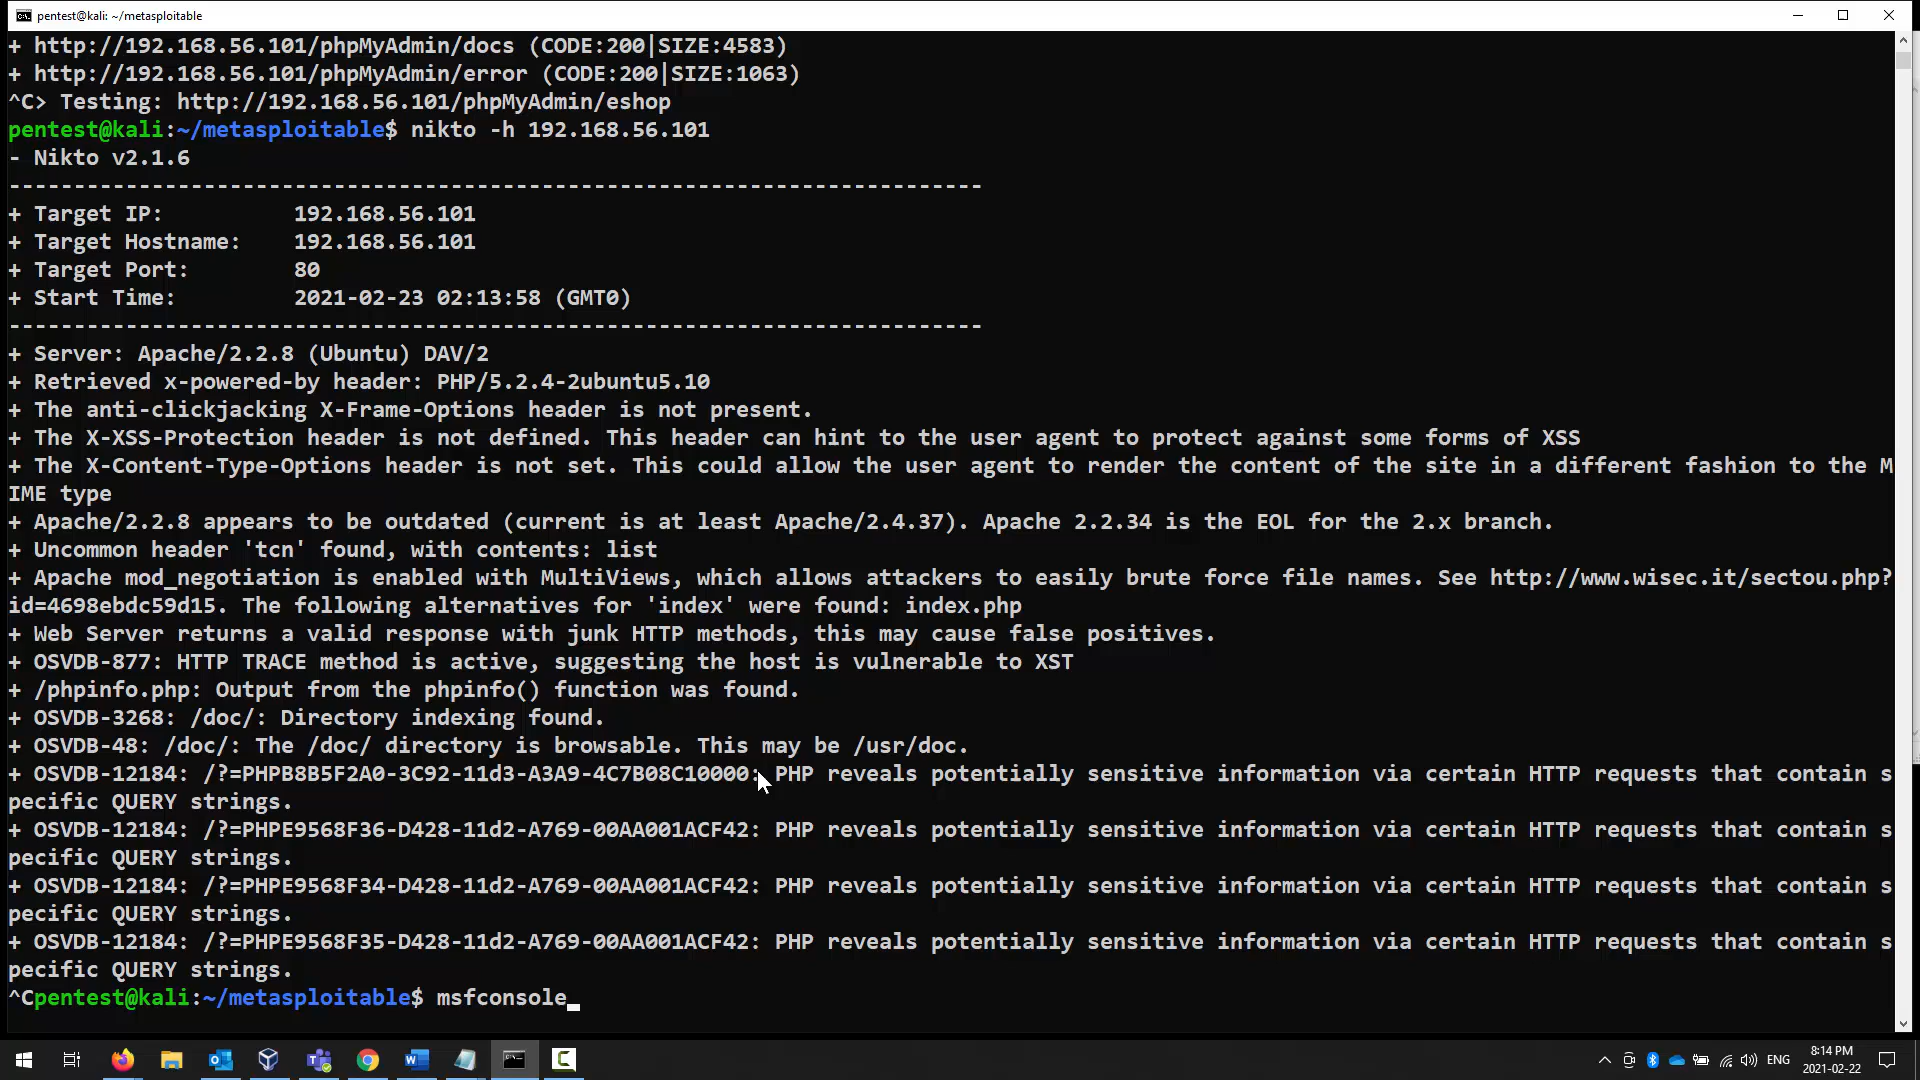 pentest@kali: ~/metasploitable
+ http://192.168.56.101/phpMyAdmin/docs (CODE:200|SIZE:4583)
+ http://192.168.56.101/phpMyAdmin/error (CODE:200|SIZE:1063)
^C> Testing: http://192.168.56.101/phpMyAdmin/eshop
pentest@kali:~/metasploitable$ nikto -h 192.168.56.101
- Nikto v2.1.6
---------------------------------------------------------------------------
+ Target IP:          192.168.56.101
+ Target Hostname:    192.168.56.101
+ Target Port:        80
+ Start Time:         2021-02-23 02:13:58 (GMT0)
---------------------------------------------------------------------------
+ Server: Apache/2.2.8 (Ubuntu) DAV/2
+ Retrieved x-powered-by header: PHP/5.2.4-2ubuntu5.10
+ The anti-clickjacking X-Frame-Options header is not present.
+ The X-XSS-Protection header is not defined. This header can hint to the user agent to protect against some forms of XSS
+ The X-Content-Type-Options header is not set. This could allow the user agent to render the content of the site in a different fashion to the M
IME type
+ Apache/2.2.8 appears to be outdated (current is at least Apache/2.4.37). Apache 2.2.34 is the EOL for the 2.x branch.
+ Uncommon header 'tcn' found, with contents: list
+ Apache mod_negotiation is enabled with MultiViews, which allows attackers to easily brute force file names. See http://www.wisec.it/sectou.php?
id=4698ebdc59d15. The following alternatives for 'index' were found: index.php
+ Web Server returns a valid response with junk HTTP methods, this may cause false positives.
+ OSVDB-877: HTTP TRACE method is active, suggesting the host is vulnerable to XST
+ /phpinfo.php: Output from the phpinfo() function was found.
+ OSVDB-3268: /doc/: Directory indexing found.
+ OSVDB-48: /doc/: The /doc/ directory is browsable. This may be /usr/doc.
+ OSVDB-12184: /?=PHPB8B5F2A0-3C92-11d3-A3A9-4C7B08C10000: PHP reveals potentially sensitive information via certain HTTP requests that contain s
pecific QUERY strings.
+ OSVDB-12184: /?=PHPE9568F36-D428-11d2-A769-00AA001ACF42: PHP reveals potentially sensitive information via certain HTTP requests that contain s
pecific QUERY strings.
+ OSVDB-12184: /?=PHPE9568F34-D428-11d2-A769-00AA001ACF42: PHP reveals potentially sensitive information via certain HTTP requests that contain s
pecific QUERY strings.
+ OSVDB-12184: /?=PHPE9568F35-D428-11d2-A769-00AA001ACF42: PHP reveals potentially sensitive information via certain HTTP requests that contain s
pecific QUERY strings.
^Cpentest@kali:~/metasploitable$ msfconsole
ENG
8:14 PM
2021-02-22